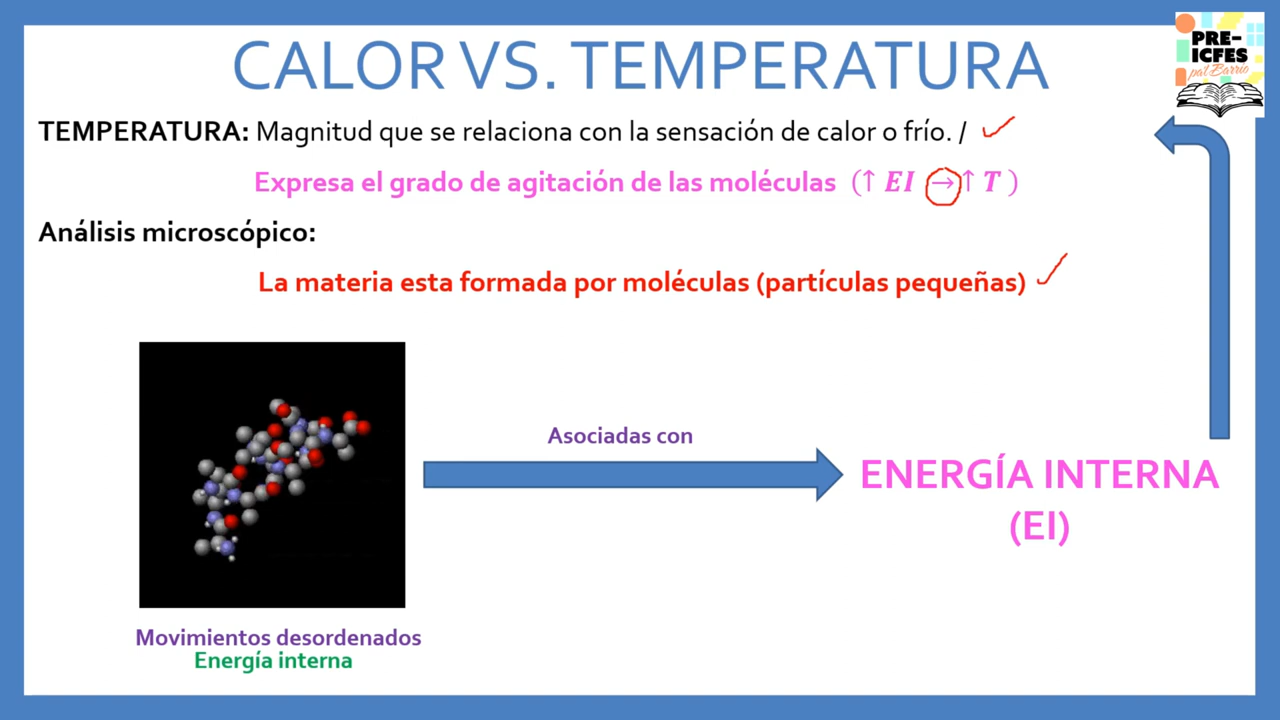 CALOR VS. TEMPERATURA
PRE-
ICFES
pal Barrio
TEMPERATURA: Magnitud que se relaciona con la sensación de calor o frío. /
Expresa el grado de agitación de las moléculas (↑ EI → ↑ T )
Análisis microscópico:
La materia esta formada por moléculas (partículas pequeñas)
Asociadas con
ENERGÍA INTERNA
(EI)
Movimientos desordenados
Energía interna